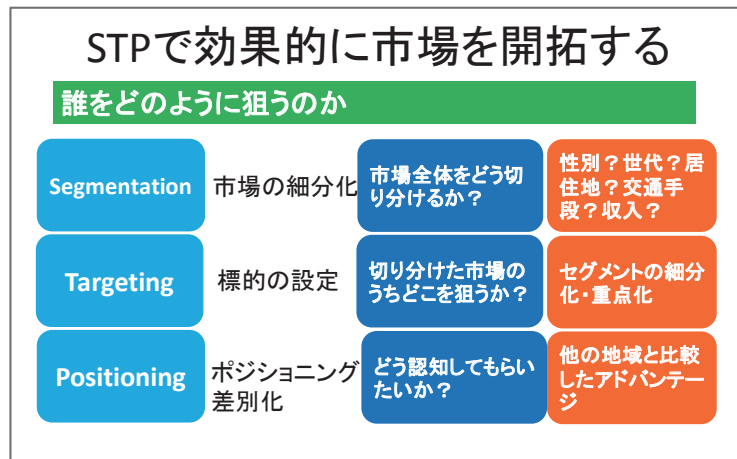 STPで効果的に市場を開拓する
誰をどのように狙うのか
Segmentation
市場の細分化
市場全体をどう切
り分けるか？
性別？世代？居
住地？交通手
段？収入？
Targeting
標的の設定
切り分けた市場の
うちどこを狙うか？
セグメントの細分
化・重点化
Positioning
ポジショニング
差別化
どう認知してもらい
たいか？
他の地域と比較
したアドバンテー
ジ